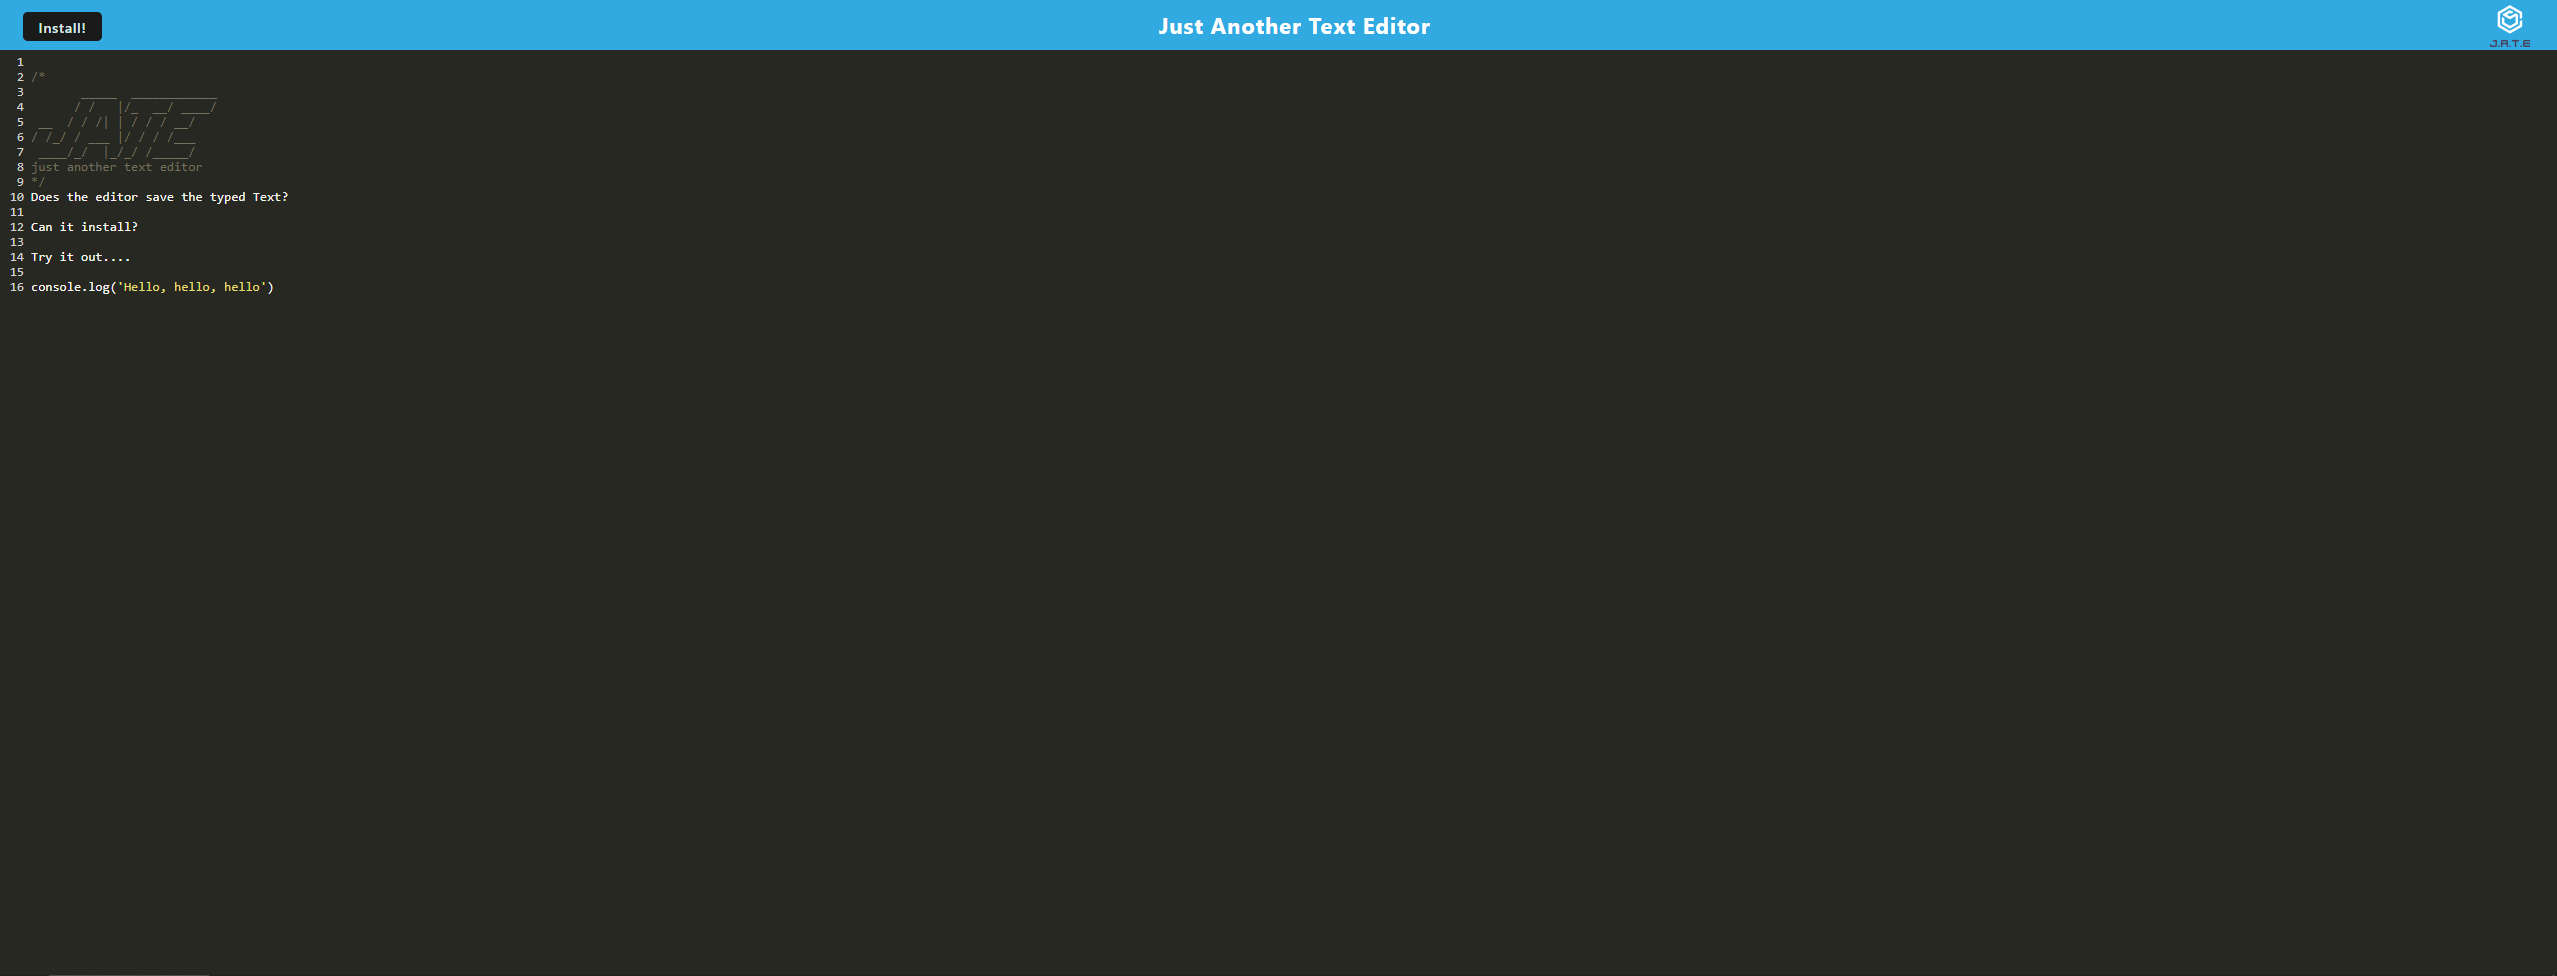 Install!
Just Another Text Editor
J.A.T.E
1
2 /*
3        _____  ____________
4       / /   |/_  __/ ____/
5  __  / / /| | / / / __/
6 / /_/ / ___ |/ / / /___
7  ____/_/  |_/_/ /_____/
8 just another text editor
9 */
10 Does the editor save the typed Text?
11
12 Can it install?
13
14 Try it out....
15
16 console.log('Hello, hello, hello')